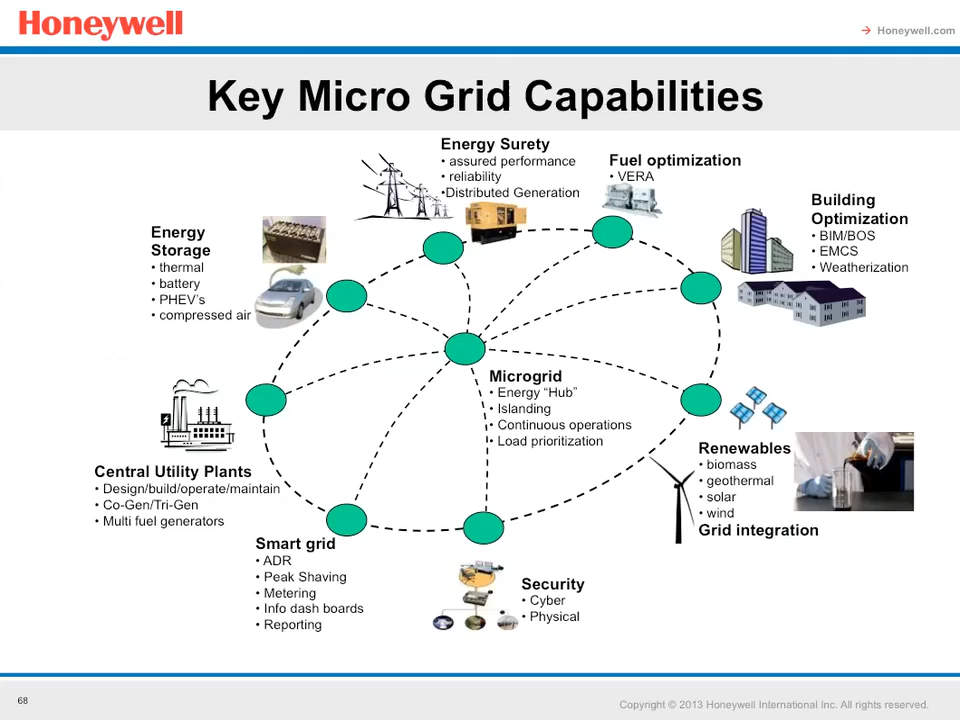 Honeywell
→ Honeywell.com
Key Micro Grid Capabilities
Energy Surety
• assured performance
• reliability
•Distributed Generation
Fuel optimization
• VERA
Building
Optimization
• BIM/BOS
• EMCS
• Weatherization
Energy
Storage
• thermal
• battery
• PHEV’s
• compressed air
Microgrid
• Energy “Hub”
• Islanding
• Continuous operations
• Load prioritization
Renewables
• biomass
• geothermal
• solar
• wind
Grid integration
Central Utility Plants
• Design/build/operate/maintain
• Co-Gen/Tri-Gen
• Multi fuel generators
Smart grid
• ADR
• Peak Shaving
• Metering
• Info dash boards
• Reporting
Security
• Cyber
• Physical
68
Copyright © 2013 Honeywell International Inc. All rights reserved.